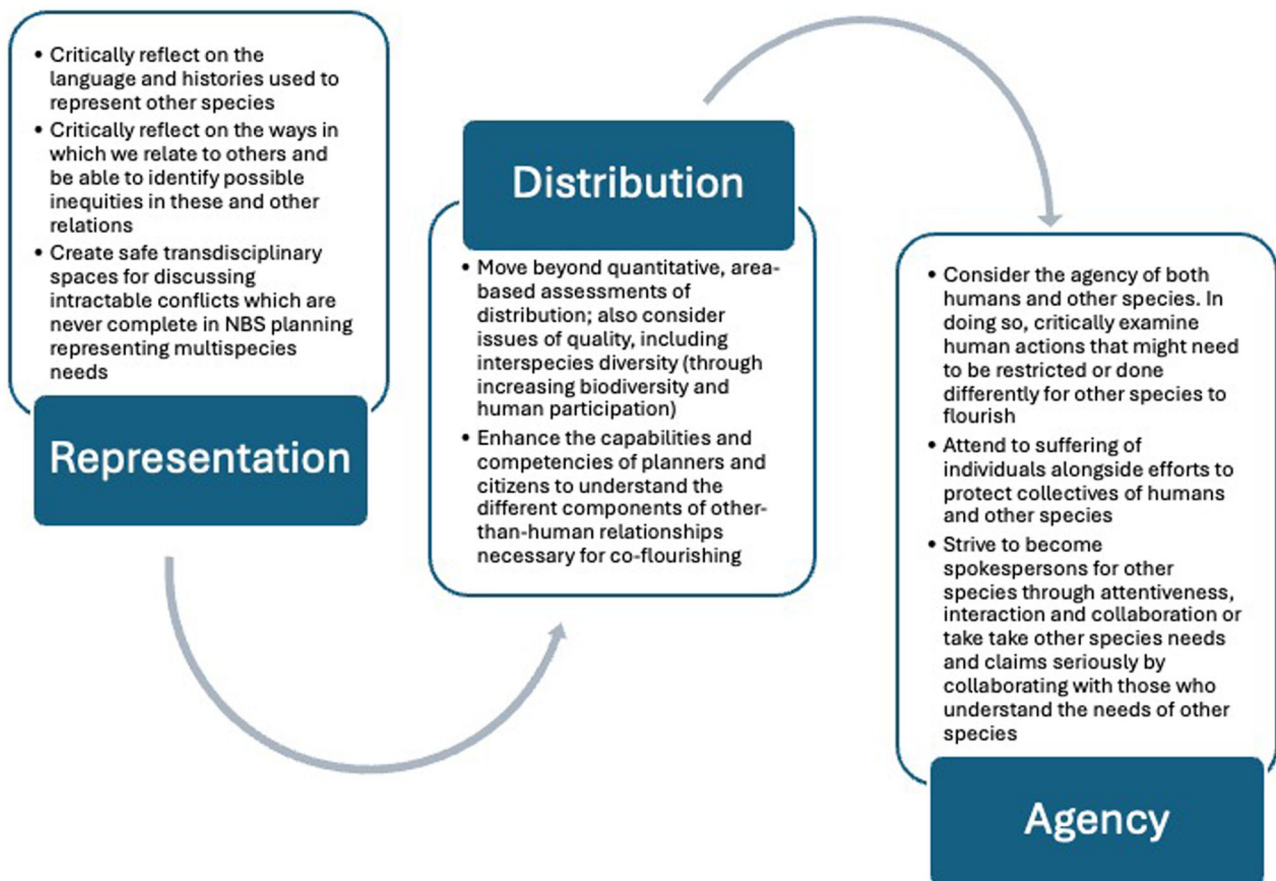 • Critically reflect on the
language and histories used to
represent other species
• Critically reflect on the ways in
which we relate to others and
be able to identify possible
inequities in these and other
relations
• Create safe transdisciplinary
spaces for discussing
intractable conflicts which are
never complete in NBS planning
representing multispecies
needs
Representation
Distribution
• Move beyond quantitative, area-
based assessments of
distribution; also consider
issues of quality, including
interspecies diversity (through
increasing biodiversity and
human participation)
• Enhance the capabilities and
competencies of planners and
citizens to understand the
different components of other-
than-human relationships
necessary for co-flourishing
• Consider the agency of both
humans and other species. In
doing so, critically examine
human actions that might need
to be restricted or done
differently for other species to
flourish
• Attend to suffering of
individuals alongside efforts to
protect collectives of humans
and other species
• Strive to become
spokespersons for other
species through attentiveness,
interaction and collaboration or
take take other species needs
and claims seriously by
collaborating with those who
understand the needs of other
species
Agency